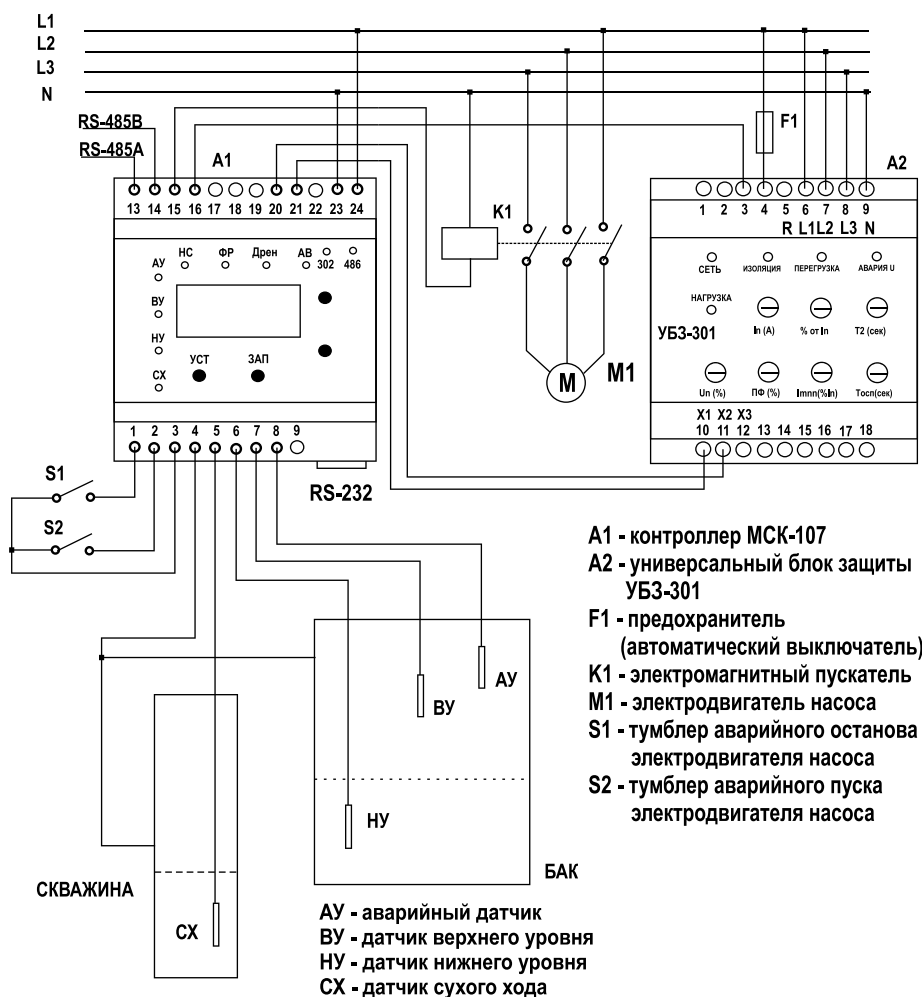 L1
L2
L3
N
RS-485B
RS-485A
A1
F1
A2
K1
13 14 15 16 17 18 19 20 21 22 23 24
1 2 3 4 5 6 7 8 9
R L1 L2 L3 N
НС ФР Дрен АВ 302 486
АУ
ВУ
НУ
СХ
УСТ ЗАП
СЕТЬ ИЗОЛЯЦИЯ ПЕРЕГРУЗКА АВАРИЯ U
НАГРУЗКА
УБЗ-301
In (A) % от In T2 (сек)
Uп (%) ПФ (%) Imnn(%In) Tосп(сек)
M
M1
X1 X2 X3
10 11 12 13 14 15 16 17 18
1 2 3 4 5 6 7 8 9
RS-232
S1
S2
A1 - контроллер МСК-107
A2 - универсальный блок защиты
УБЗ-301
F1 - предохранитель
(автоматический выключатель)
K1 - электромагнитный пускатель
M1 - электродвигатель насоса
S1 - тумблер аварийного останова
электродвигателя насоса
S2 - тумблер аварийного пуска
электродвигателя насоса
АУ
ВУ
НУ
БАК
СКВАЖИНА
СХ
АУ - аварийный датчик
ВУ - датчик верхнего уровня
НУ - датчик нижнего уровня
СХ - датчик сухого хода